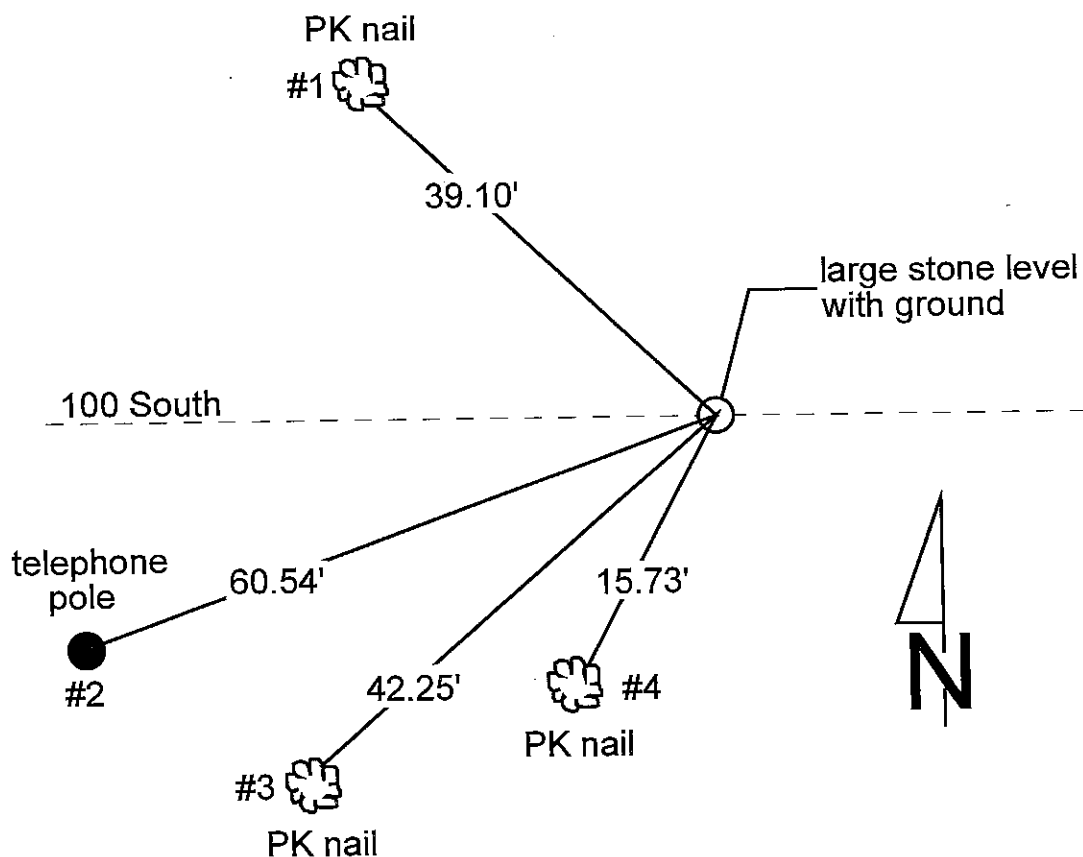 PK nail
#1
39.10'
large stone level
with ground
100 South
telephone
pole
60.54'
15.73'
#2
42.25'
#4
PK nail
#3
PK nail
N